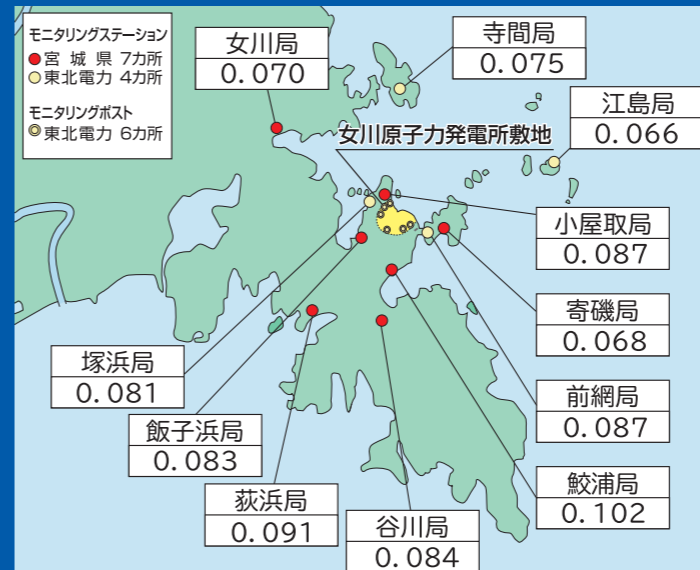 モニタリングステーション
宮城県 7カ所
東北電力 4カ所
モニタリングポスト
東北電力 6カ所
女川局
0.070
寺間局
0.075
江島局
0.066
女川原子力発電所敷地
小屋取局
0.087
寄磯局
0.068
前網局
0.087
鮫浦局
0.102
塚浜局
0.081
飯子浜局
0.083
荻浜局
0.091
谷川局
0.084